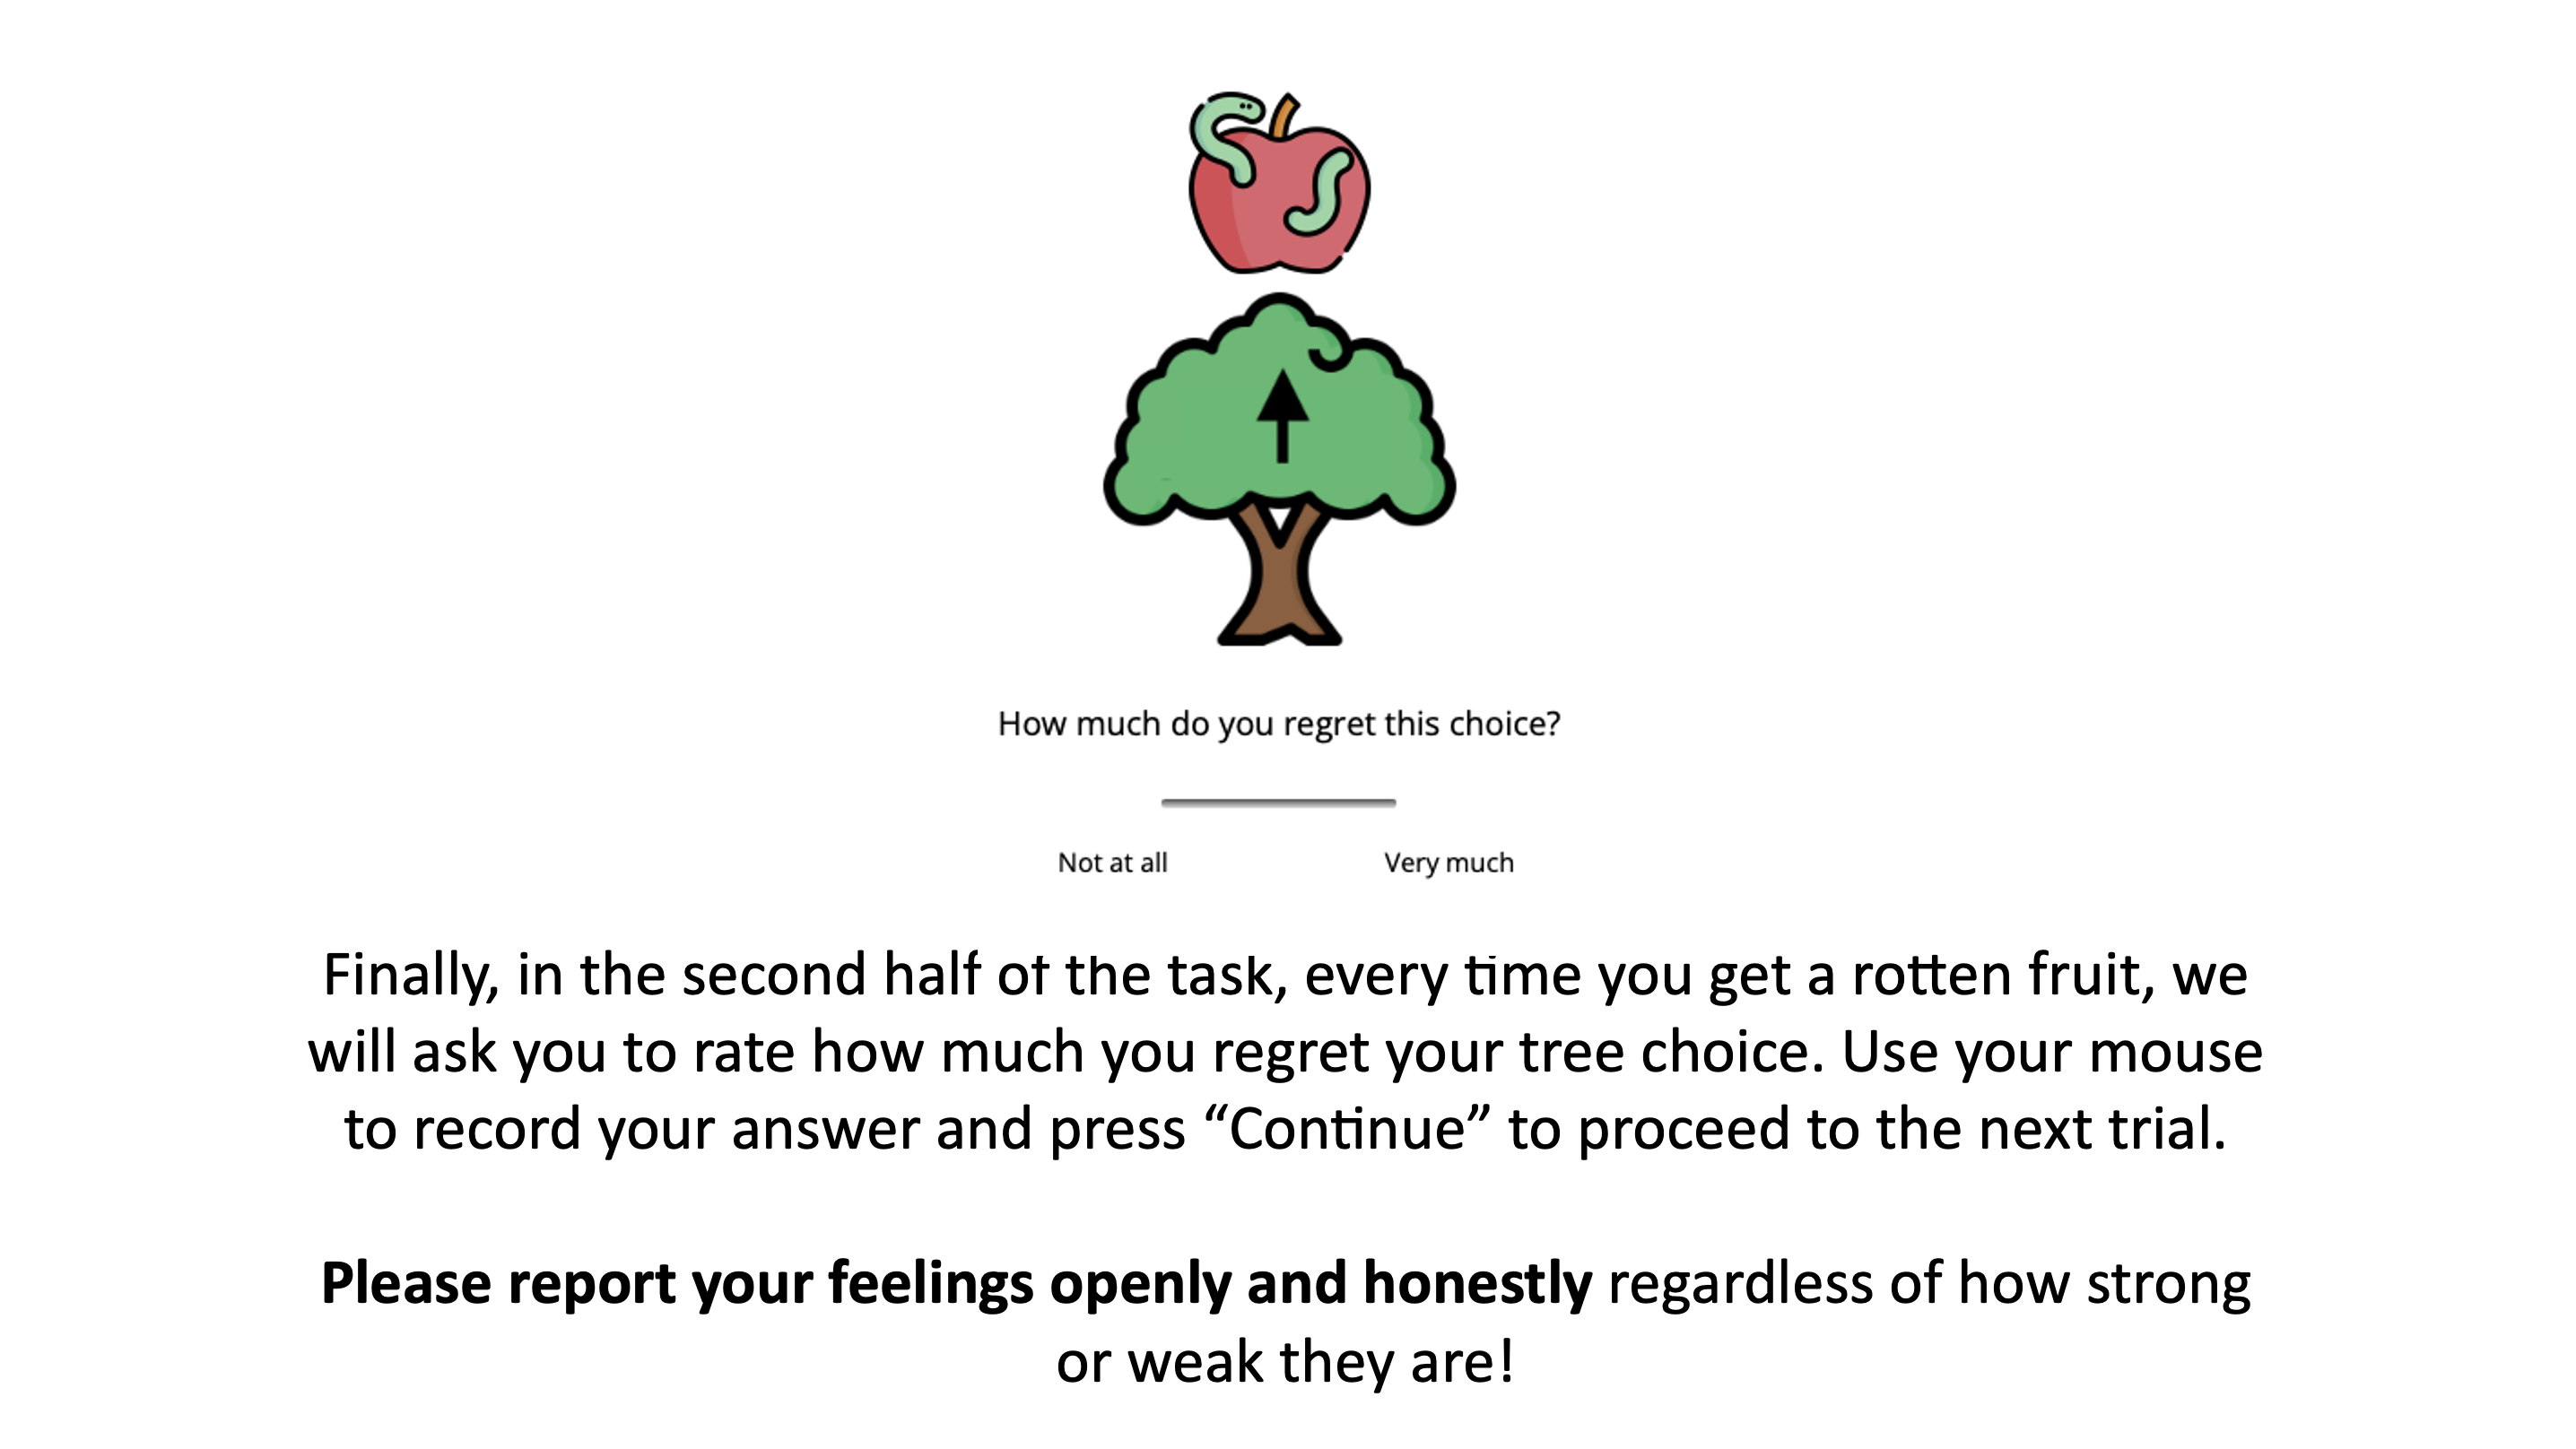 How much do you regret this choice?
Not at all Very much
Finally, in the second half of the task, every time you get a rotten fruit, we
will ask you to rate how much you regret your tree choice. Use your mouse
to record your answer and press “Continue” to proceed to the next trial.
Please report your feelings openly and honestly regardless of how strong
or weak they are!